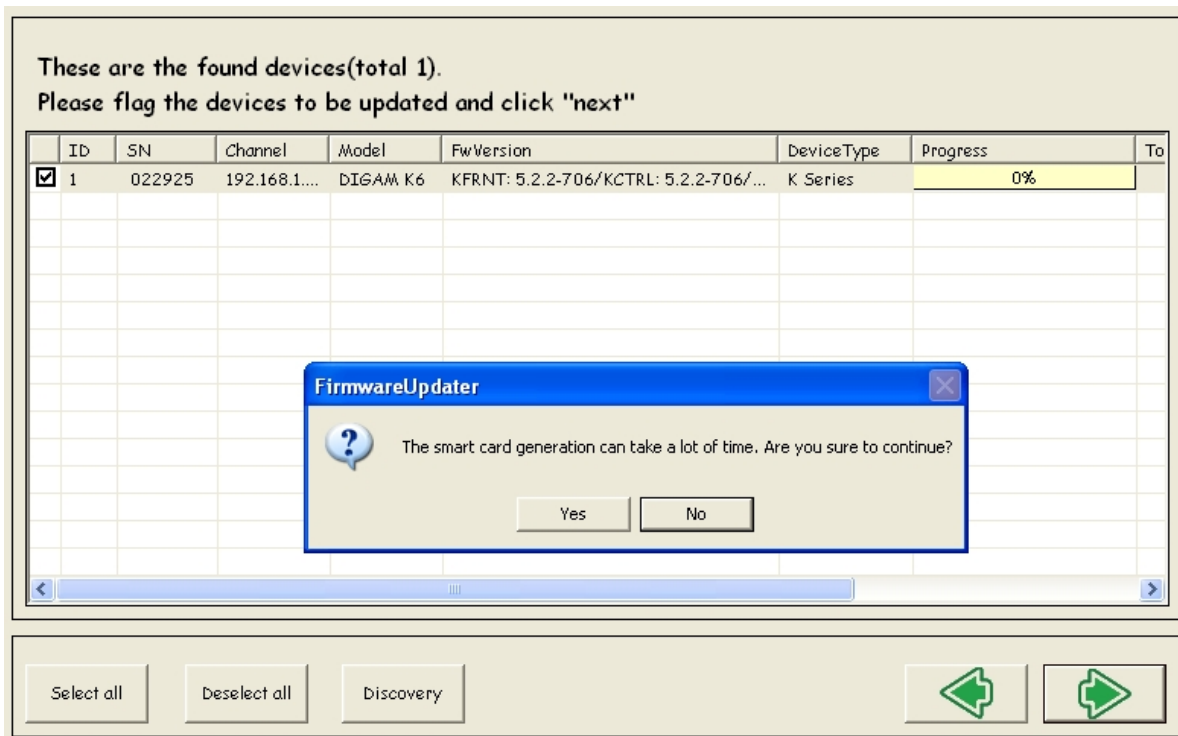 These are the found devices(total 1).
Please flag the devices to be updated and click "next"
ID SN Channel Model FwVersion DeviceType Progress To
1 022925 192.168.1.... DIGAM K6 KFRNT: 5.2.2-706/KCTRL: 5.2.2-706/... K Series 0%
FirmwareUpdater
The smart card generation can take a lot of time. Are you sure to continue?
Yes No
Select all Deselect all Discovery